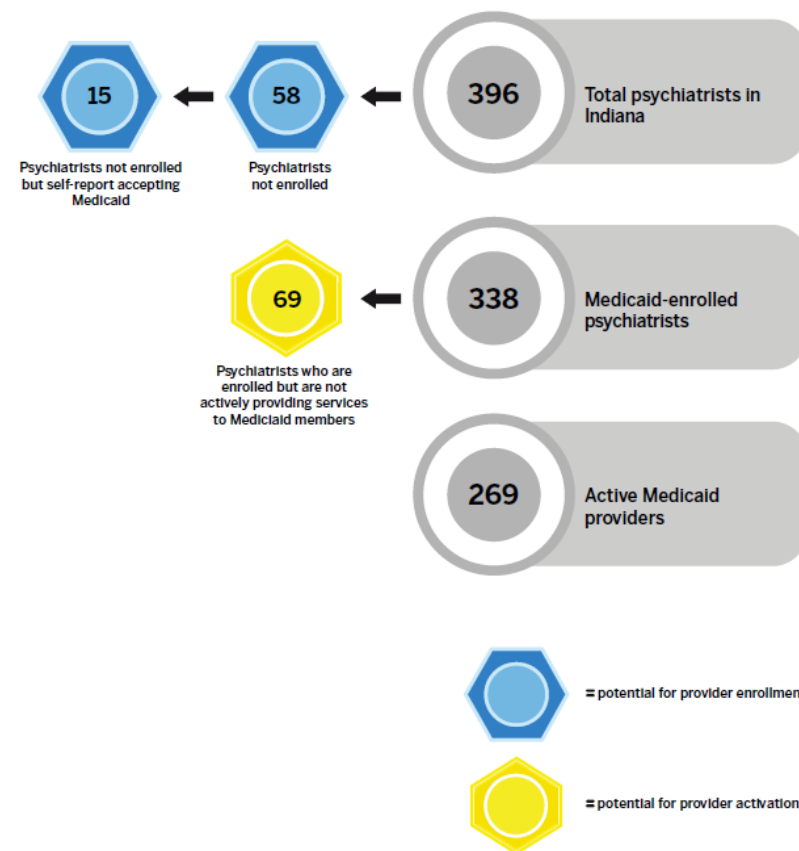 15
58
396
Total psychiatrists in
Indiana
Psychiatrists not enrolled
but self-report accepting
Medicaid
Psychiatrists
not enrolled
69
338
Medicaid-enrolled
psychiatrists
Psychiatrists who are
enrolled but are not
actively providing services
to Mediciaid members
269
Active Medicaid
providers
= potential for provider enrollmen
= potential for provider activation